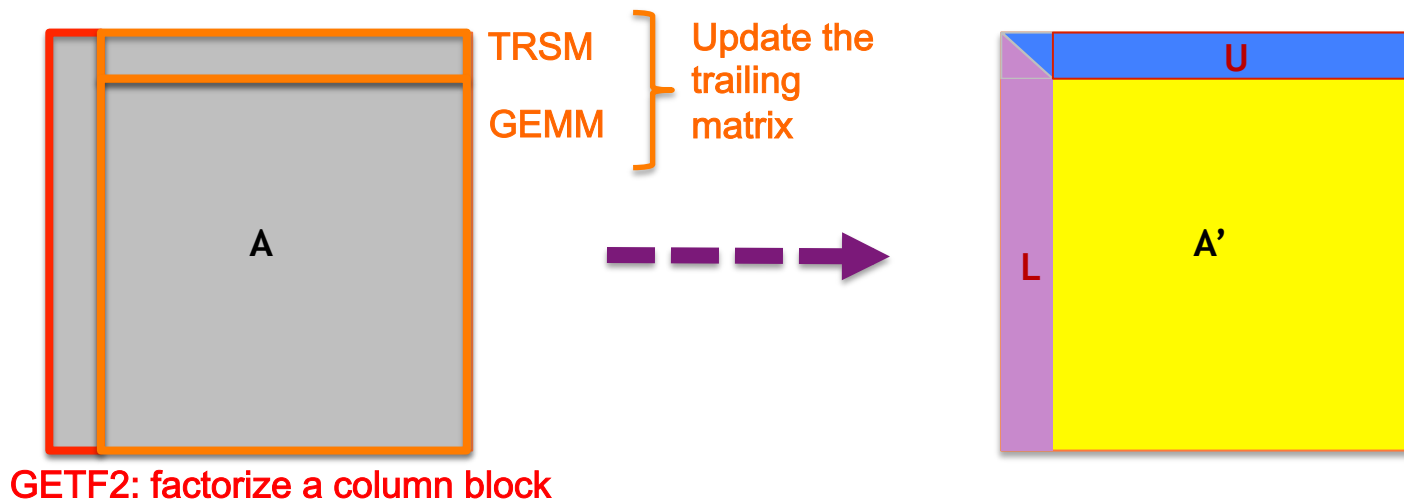 TRSM
GEMM
Update the
trailing
matrix
A
GETF2: factorize a column block
U
L
A’